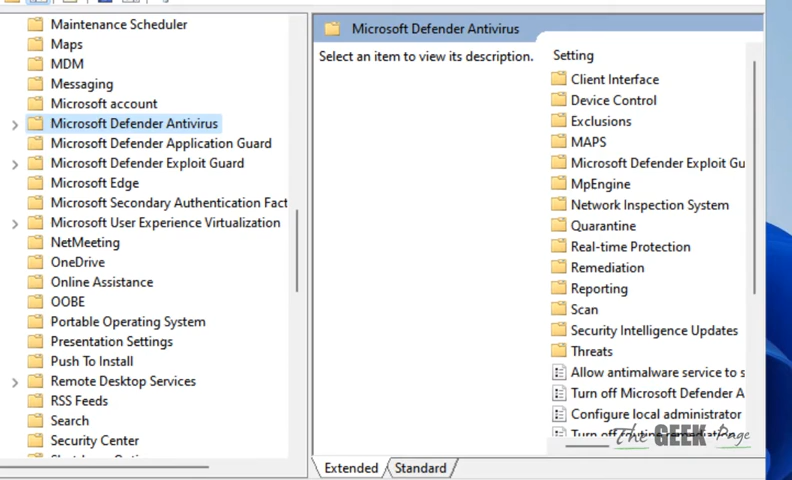 Maintenance Scheduler
Maps
MDM
Messaging
Microsoft account
Microsoft Defender Antivirus
Microsoft Defender Application Guard
Microsoft Defender Exploit Guard
Microsoft Edge
Microsoft Secondary Authentication Fact
Microsoft User Experience Virtualization
NetMeeting
OneDrive
Online Assistance
OOBE
Portable Operating System
Presentation Settings
Push To Install
Remote Desktop Services
RSS Feeds
Search
Security Center
Microsoft Defender Antivirus
Select an item to view its description.
Setting
Client Interface
Device Control
Exclusions
MAPS
Microsoft Defender Exploit Gu
MpEngine
Network Inspection System
Quarantine
Real-time Protection
Remediation
Reporting
Scan
Security Intelligence Updates
Threats
Allow antimalware service to s
Turn off Microsoft Defender A
Configure local administrator
Turn off routine remediation
The GEEK Page
Extended
Standard